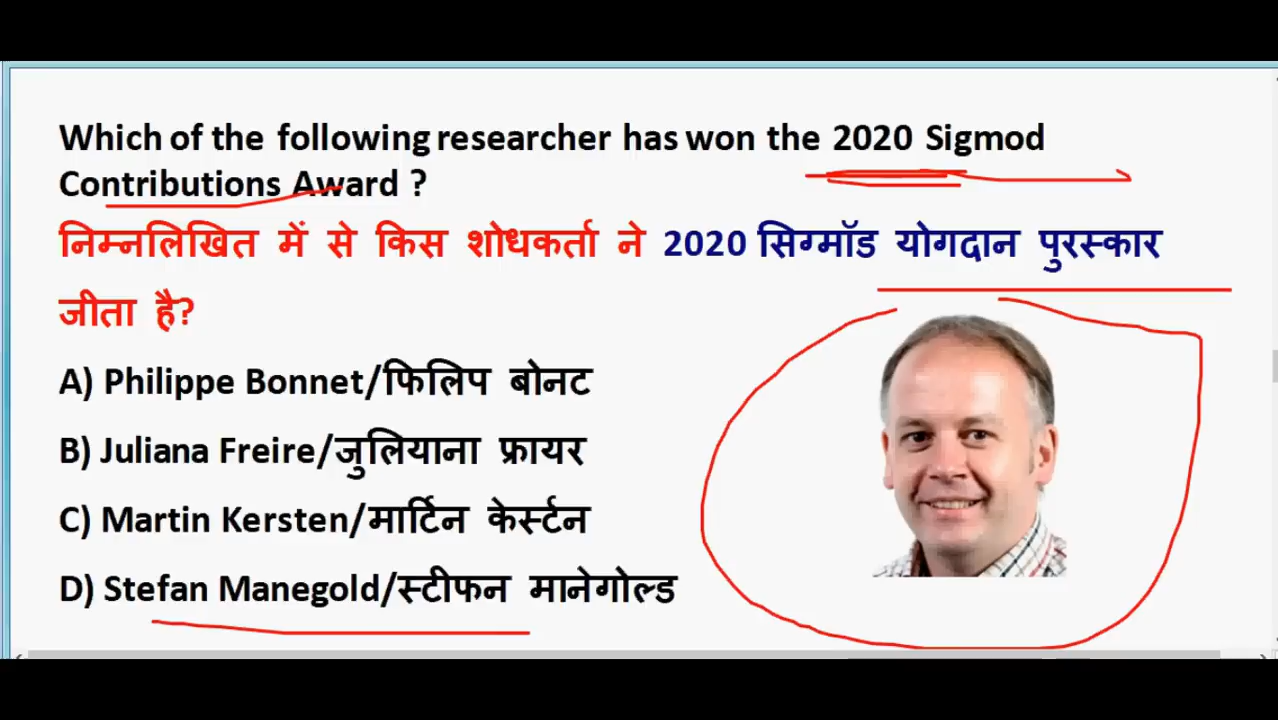 Which of the following researcher has won the 2020 Sigmod
Contributions Award ?
निम्नलिखित में से किस शोधकर्ता ने 2020 सिग्मॉड योगदान पुरस्कार
जीता है?
A) Philippe Bonnet/फिलिप बोनट
B) Juliana Freire/जुलियाना फ्रायर
C) Martin Kersten/मार्टिन केर्स्टन
D) Stefan Manegold/स्टीफन मानेगोल्ड